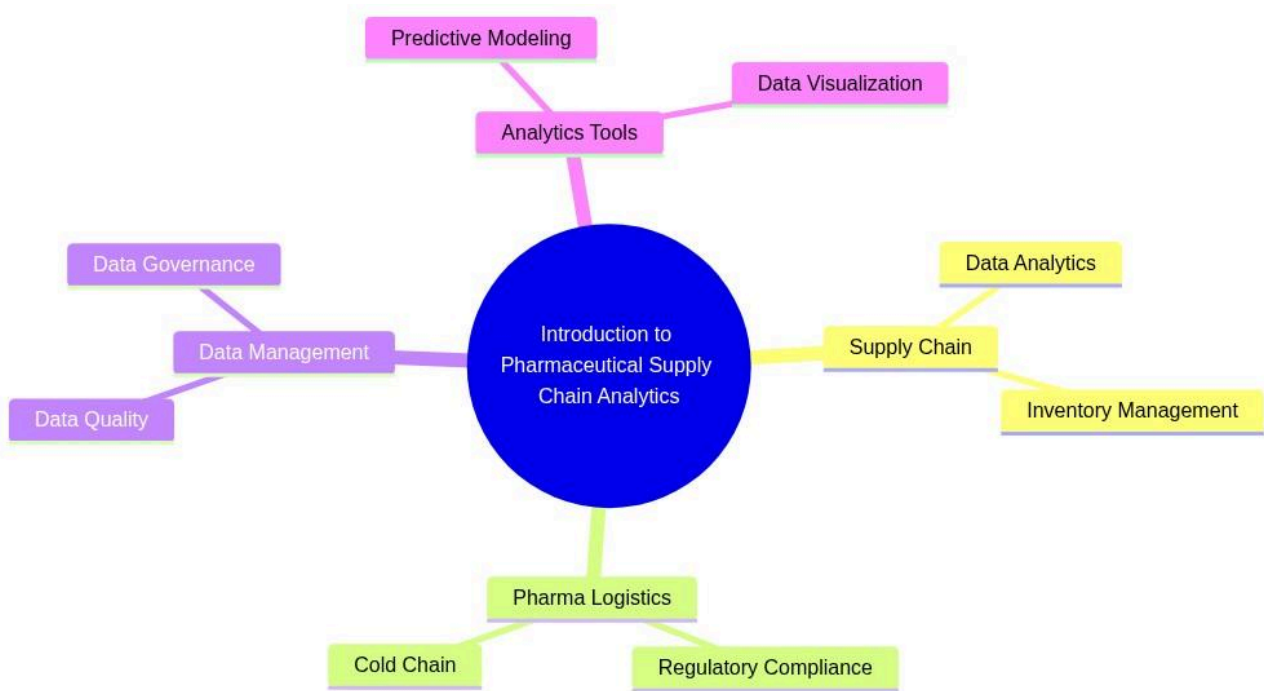 Predictive Modeling
Data Visualization
Analytics Tools
Data Governance
Data Analytics
Data Management
Supply Chain
Introduction to
Pharmaceutical Supply
Chain Analytics
Data Quality
Inventory Management
Pharma Logistics
Cold Chain
Regulatory Compliance